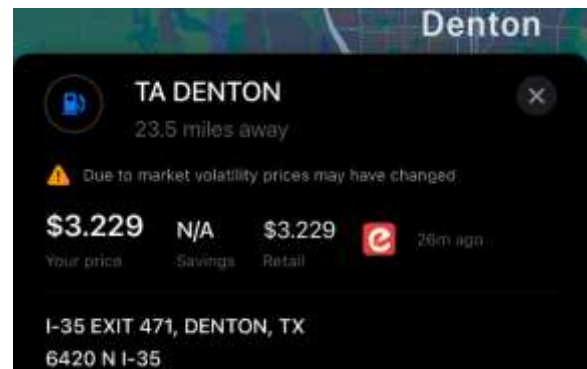 Denton
TA DENTON
23.5 miles away
Due to market volatility prices may have changed
$3.229 N/A $3.229 e 26m ago
Your price Savings Retail
I-35 EXIT 471, DENTON, TX
6420 N I-35